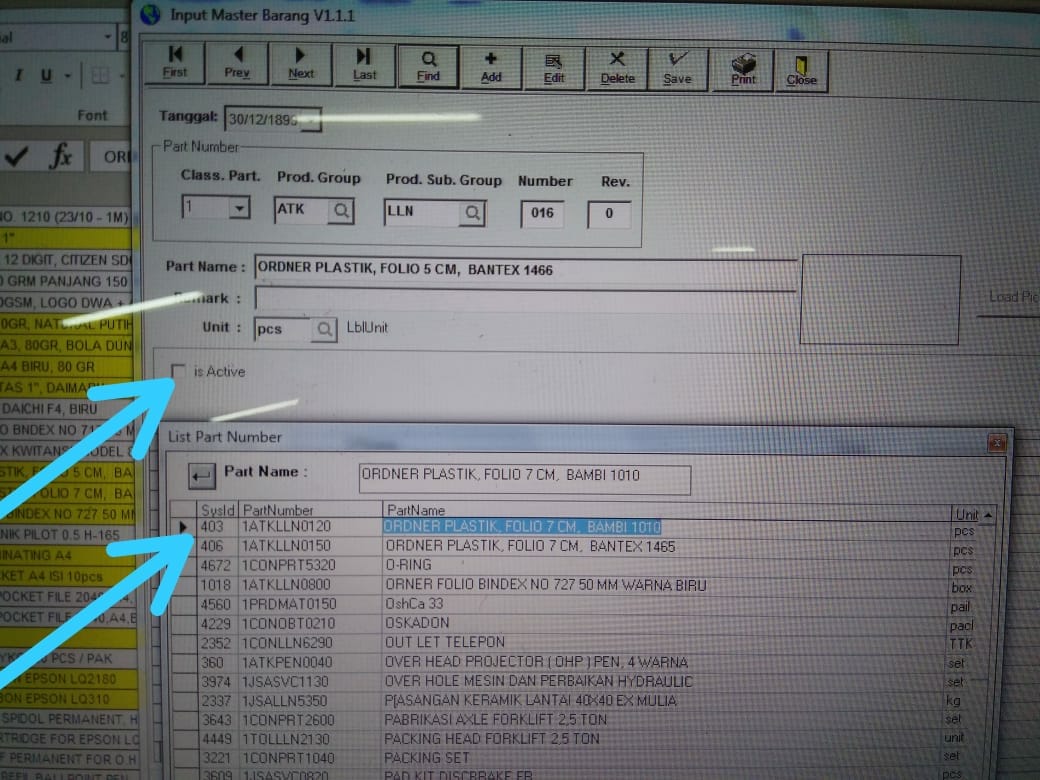 Input Master Barang V1.1.1
First Prev Next Last Find Add Edit Delete Save Print Close
Font
Tanggal: 30/12/1899
Part Number
Class. Part. Prod. Group Prod. Sub. Group Number Rev.
1 ATK LLN 016 0
Part Name : ORDNER PLASTIK, FOLIO 5 CM, BANTEX 1466
Remark :
Load Pic
Unit : pcs LblUnit
is Active
List Part Number
Part Name : ORDNER PLASTIK, FOLIO 7 CM, BAMBI 1010
SysId PartNumber PartName Unit
403 1ATKLLN0120 ORDNER PLASTIK, FOLIO 7 CM, BAMBI 1010 pcs
406 1ATKLLN0150 ORDNER PLASTIK, FOLIO 7 CM, BANTEX 1465 pcs
4672 1CONPRT5320 O-RING pcs
1018 1ATKLLN0800 ORNER FOLIO BINDEX NO 727 50 MM WARNA BIRU box
4560 1PRDMAT0150 OshCa 33 pail
4229 1CONOBT0210 OSKADON pacl
2352 1CONLLN6290 OUT LET TELEPON TTK
360 1ATKPEN0040 OVER HEAD PROJECTOR ( OHP ) PEN, 4 WARNA set
3974 1JSASVC1130 OVER HOLE MESIN DAN PERBAIKAN HYDRAULIC set
2337 1JSALLN5350 P[ASANGAN KERAMIK LANTAI 40X40 EX MULIA kg
3643 1CONPRT2600 PABRIKASI AXLE FORKLIFT 2,5 TON set
4449 1TOLLLN2130 PACKING HEAD FORKLIFT 2,5 TON unit
3221 1CONPRT1040 PACKING SET set
3609 1JSASVC0820 PAD KIT DISCBRAKE FR pcs
al 8
I U
fx ORI
NO. 1210 (23/10 - 1M)
1"
12 DIGIT, CITIZEN SD
GRM PANJANG 150
GSM, LOGO DWA +
0GR, NATURAL PUTIH
A3, 80GR, BOLA DUN
A4 BIRU, 80 GR
TAS 1", DAIMARU
DAICHI F4, BIRU
O BNDEX NO
X KWITANSI MODEL
STIK, FOLIO 5 CM, BA
FOLIO 7 CM, BA
BINDEX NO 727 50 MM
NIK PILOT 0.5 H-165
MINATING A4
KET A4 ISI 10pcs
POCKET FILE
POCKET FILE
PCS / PAK
EPSON LQ2180
BON EPSON LQ310
SPIDOL PERMANENT, H
RTRIDGE FOR EPSON LQ
PERMANENT FOR O.H
REFIL BALLPOINT PEN